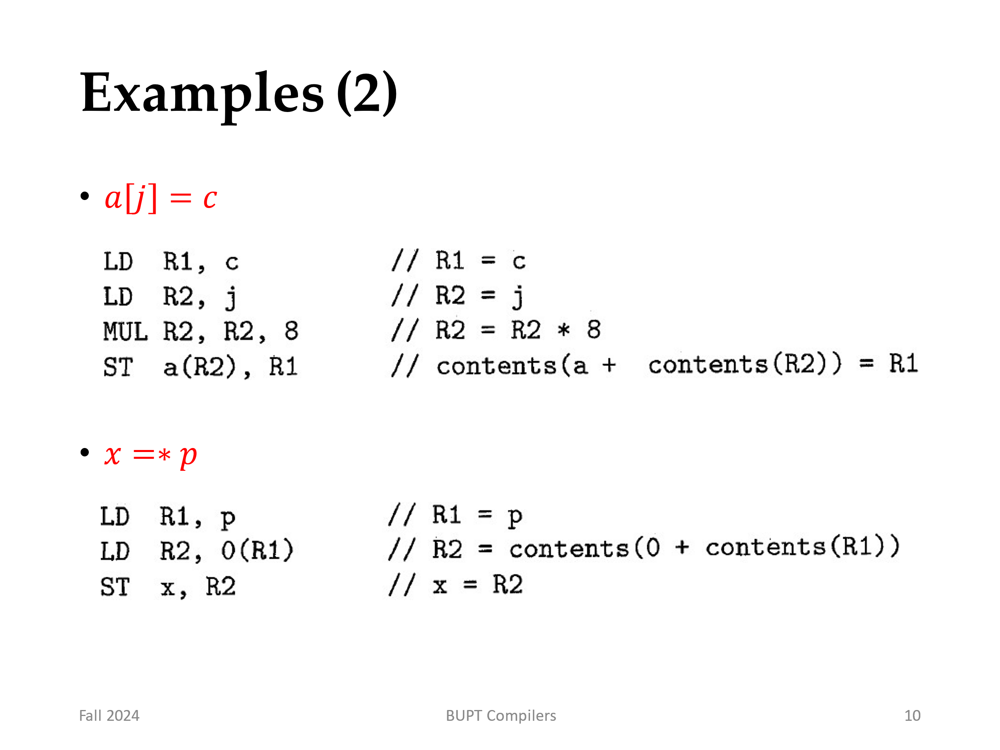 Examples (2)
• a[j] = c
LD R1, c // R1 = c
LD R2, j // R2 = j
MUL R2, R2, 8 // R2 = R2 * 8
ST a(R2), R1 // contents(a + contents(R2)) = R1
• x =* p
LD R1, p // R1 = p
LD R2, 0(R1) // R2 = contents(0 + contents(R1))
ST x, R2 // x = R2
Fall 2024 BUPT Compilers 10